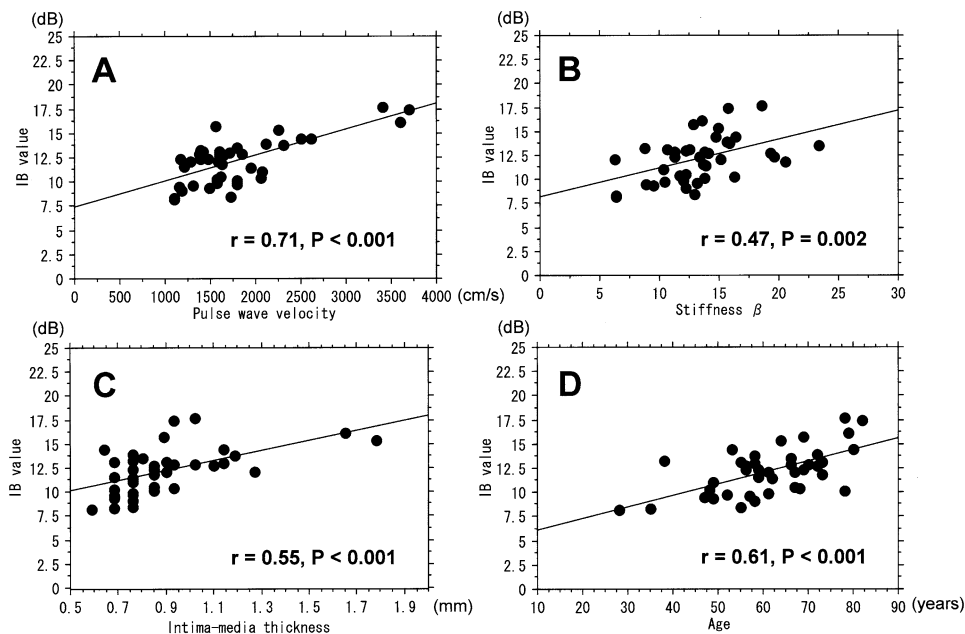 (dB)
25
22.5
20
17.5
15
12.5
10
7.5
5
2.5
0
IB value
A
r = 0.71, P < 0.001
0 500 1000 1500 2000 2500 3000 3500 4000 (cm/s)
Pulse wave velocity
(dB)
25
22.5
20
17.5
15
12.5
10
7.5
5
2.5
0
IB value
B
r = 0.47, P = 0.002
0 5 10 15 20 25 30
Stiffness β
(dB)
25
22.5
20
17.5
15
12.5
10
7.5
5
2.5
0
IB value
C
r = 0.55, P < 0.001
0.5 0.7 0.9 1.1 1.3 1.5 1.7 1.9 (mm)
Intima-media thickness
(dB)
25
22.5
20
17.5
15
12.5
10
7.5
5
2.5
0
IB value
D
r = 0.61, P < 0.001
10 20 30 40 50 60 70 80 90 (years)
Age